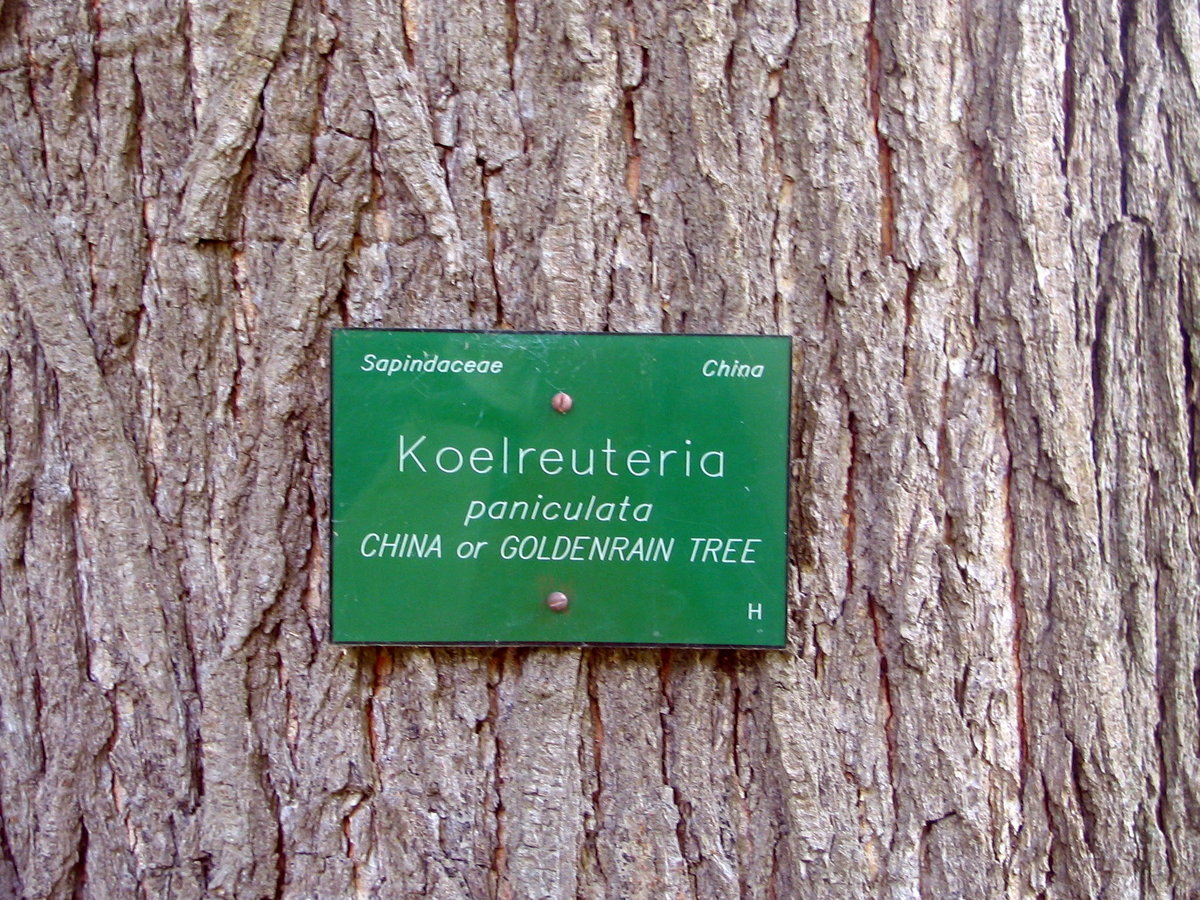 Sapindaceae China
Koelreuteria
paniculata
CHINA or GOLDENRAIN TREE
H